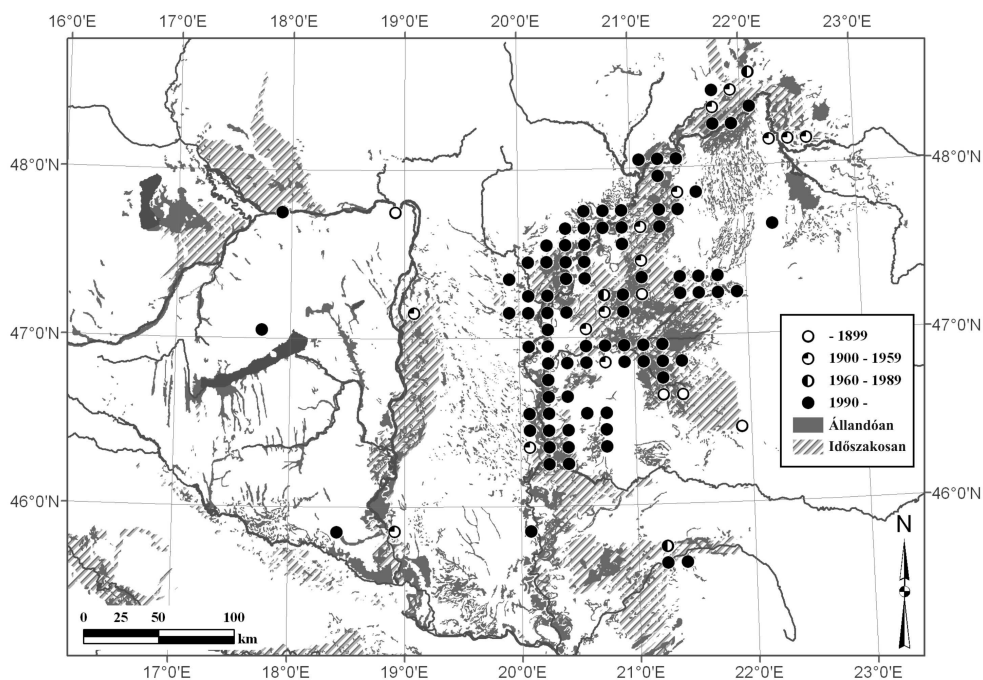 16°0'E 17°0'E 18°0'E 19°0'E 20°0'E 21°0'E 22°0'E 23°0'E
48°0'N 48°0'N
47°0'N 47°0'N
- 1899
1900 - 1959
1960 - 1989
1990 -
Állandóan
Időszakosan
46°0'N 46°0'N
N
0 25 50 100
km
17°0'E 18°0'E 19°0'E 20°0'E 21°0'E 22°0'E 23°0'E